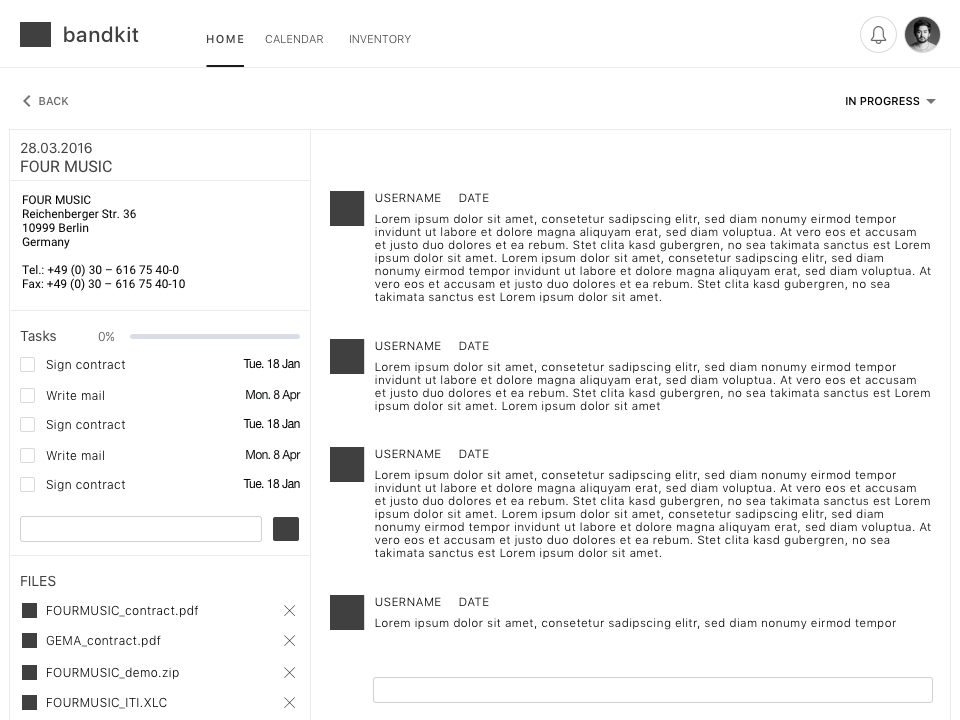 bandkit
HOME CALENDAR INVENTORY
BACK
IN PROGRESS
28.03.2016
FOUR MUSIC
FOUR MUSIC
Reichenberger Str. 36
10999 Berlin
Germany
Tel.: +49 (0) 30 – 616 75 40-0
Fax: +49 (0) 30 – 616 75 40-10
Tasks 0%
Sign contract Tue. 18 Jan
Write mail Mon. 8 Apr
Sign contract Tue. 18 Jan
Write mail Mon. 8 Apr
Sign contract Tue. 18 Jan
FILES
FOURMUSIC_contract.pdf
GEMA_contract.pdf
FOURMUSIC_demo.zip
FOURMUSIC_ITI.XLC
USERNAME DATE
Lorem ipsum dolor sit amet, consetetur sadipscing elitr, sed diam nonumy eirmod tempor
invidunt ut labore et dolore magna aliquyam erat, sed diam voluptua. At vero eos et accusam
et justo duo dolores et ea rebum. Stet clita kasd gubergren, no sea takimata sanctus est Lorem
ipsum dolor sit amet. Lorem ipsum dolor sit amet, consetetur sadipscing elitr, sed diam
nonumy eirmod tempor invidunt ut labore et dolore magna aliquyam erat, sed diam voluptua. At
vero eos et accusam et justo duo dolores et ea rebum. Stet clita kasd gubergren, no sea
takimata sanctus est Lorem ipsum dolor sit amet.
USERNAME DATE
Lorem ipsum dolor sit amet, consetetur sadipscing elitr, sed diam nonumy eirmod tempor
invidunt ut labore et dolore magna aliquyam erat, sed diam voluptua. At vero eos et accusam
et justo duo dolores et ea rebum. Stet clita kasd gubergren, no sea takimata sanctus est Lorem
ipsum dolor sit amet. Lorem ipsum dolor sit amet
USERNAME DATE
Lorem ipsum dolor sit amet, consetetur sadipscing elitr, sed diam nonumy eirmod tempor
invidunt ut labore et dolore magna aliquyam erat, sed diam voluptua. At vero eos et accusam
et justo duo dolores et ea rebum. Stet clita kasd gubergren, no sea takimata sanctus est Lorem
ipsum dolor sit amet. Lorem ipsum dolor sit amet, consetetur sadipscing elitr, sed diam
nonumy eirmod tempor invidunt ut labore et dolore magna aliquyam erat, sed diam voluptua. At
vero eos et accusam et justo duo dolores et ea rebum. Stet clita kasd gubergren, no sea
takimata sanctus est Lorem ipsum dolor sit amet.
USERNAME DATE
Lorem ipsum dolor sit amet, consetetur sadipscing elitr, sed diam nonumy eirmod tempor